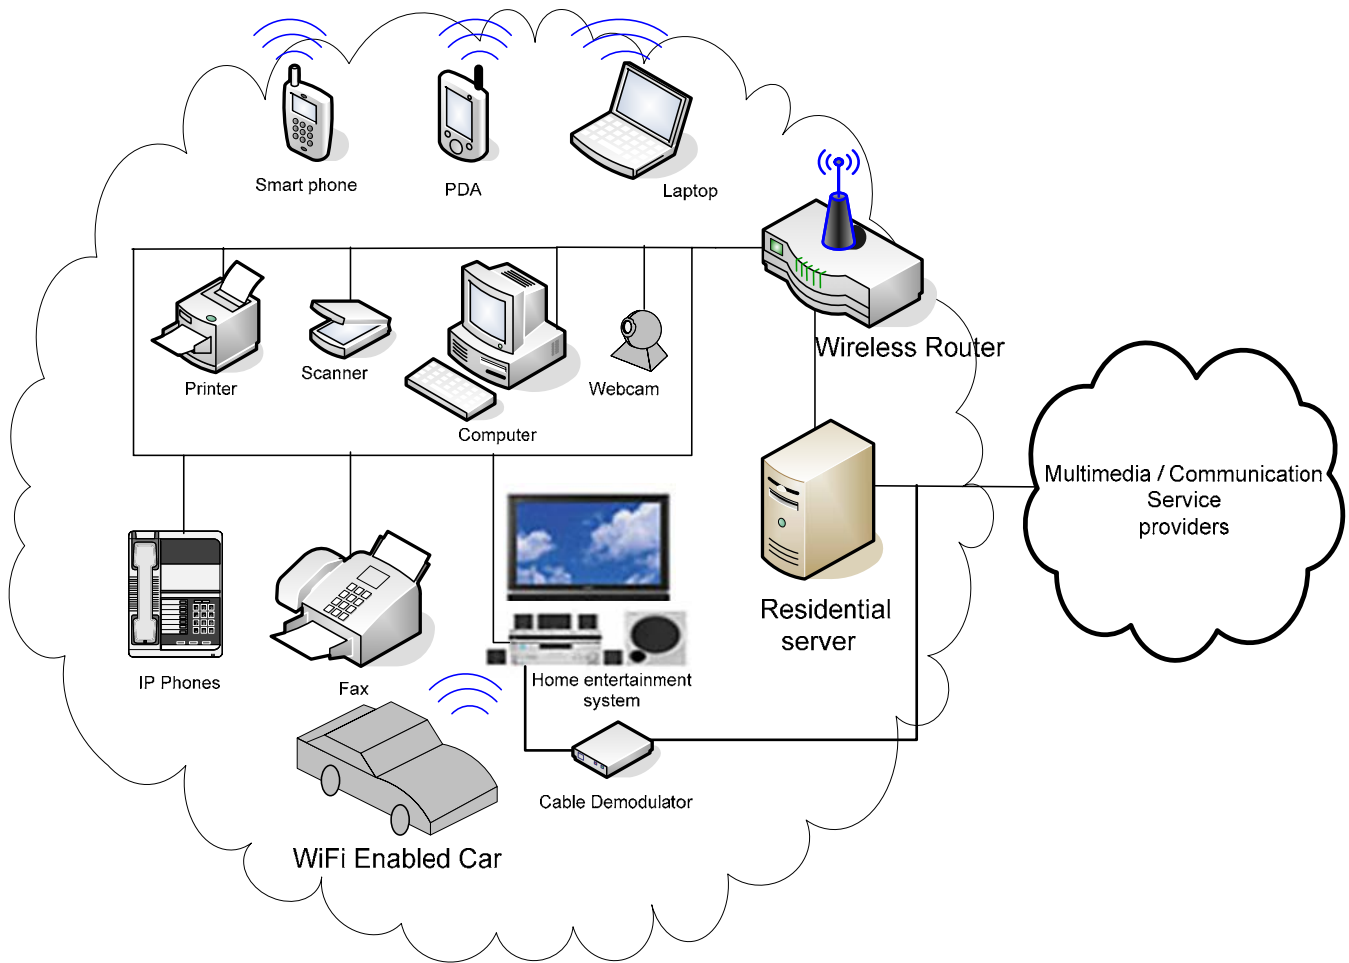 Smart phone
PDA
Laptop
Wireless Router
Printer
Scanner
Webcam
Computer
Multimedia / Communication
Service
providers
Residential
server
IP Phones
Fax
Home entertainment
system
Cable Demodulator
WiFi Enabled Car